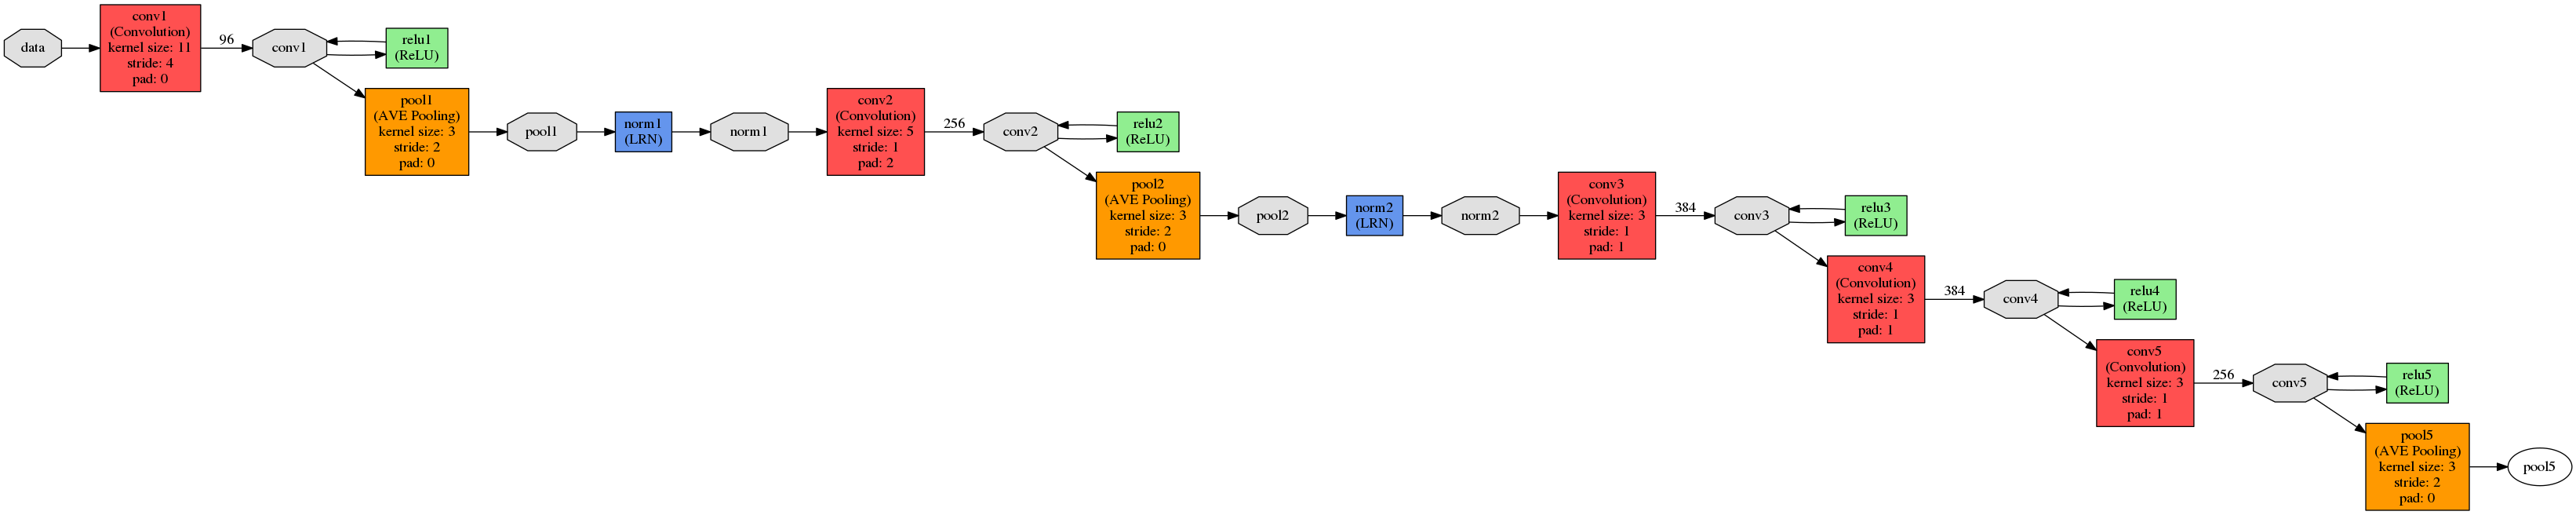 data
conv1
(Convolution)
kernel size: 11
stride: 4
pad: 0
96
conv1
relu1
(ReLU)
pool1
(AVE Pooling)
kernel size: 3
stride: 2
pad: 0
pool1
norm1
(LRN)
norm1
conv2
(Convolution)
kernel size: 5
stride: 1
pad: 2
256
conv2
relu2
(ReLU)
pool2
(AVE Pooling)
kernel size: 3
stride: 2
pad: 0
pool2
norm2
(LRN)
norm2
conv3
(Convolution)
kernel size: 3
stride: 1
pad: 1
384
conv3
relu3
(ReLU)
conv4
(Convolution)
kernel size: 3
stride: 1
pad: 1
384
conv4
relu4
(ReLU)
conv5
(Convolution)
kernel size: 3
stride: 1
pad: 1
256
conv5
relu5
(ReLU)
pool5
(AVE Pooling)
kernel size: 3
stride: 2
pad: 0
pool5